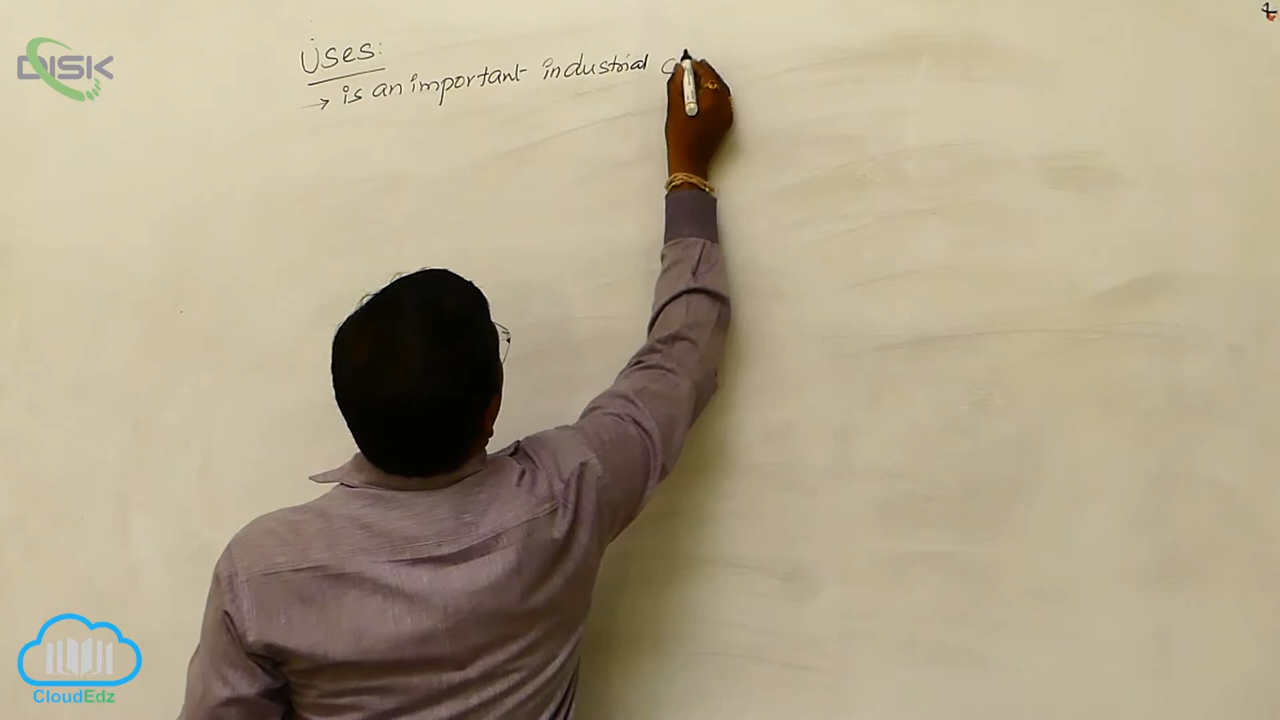 DISK
Uses:
→ is an important industrial c
CloudEdz